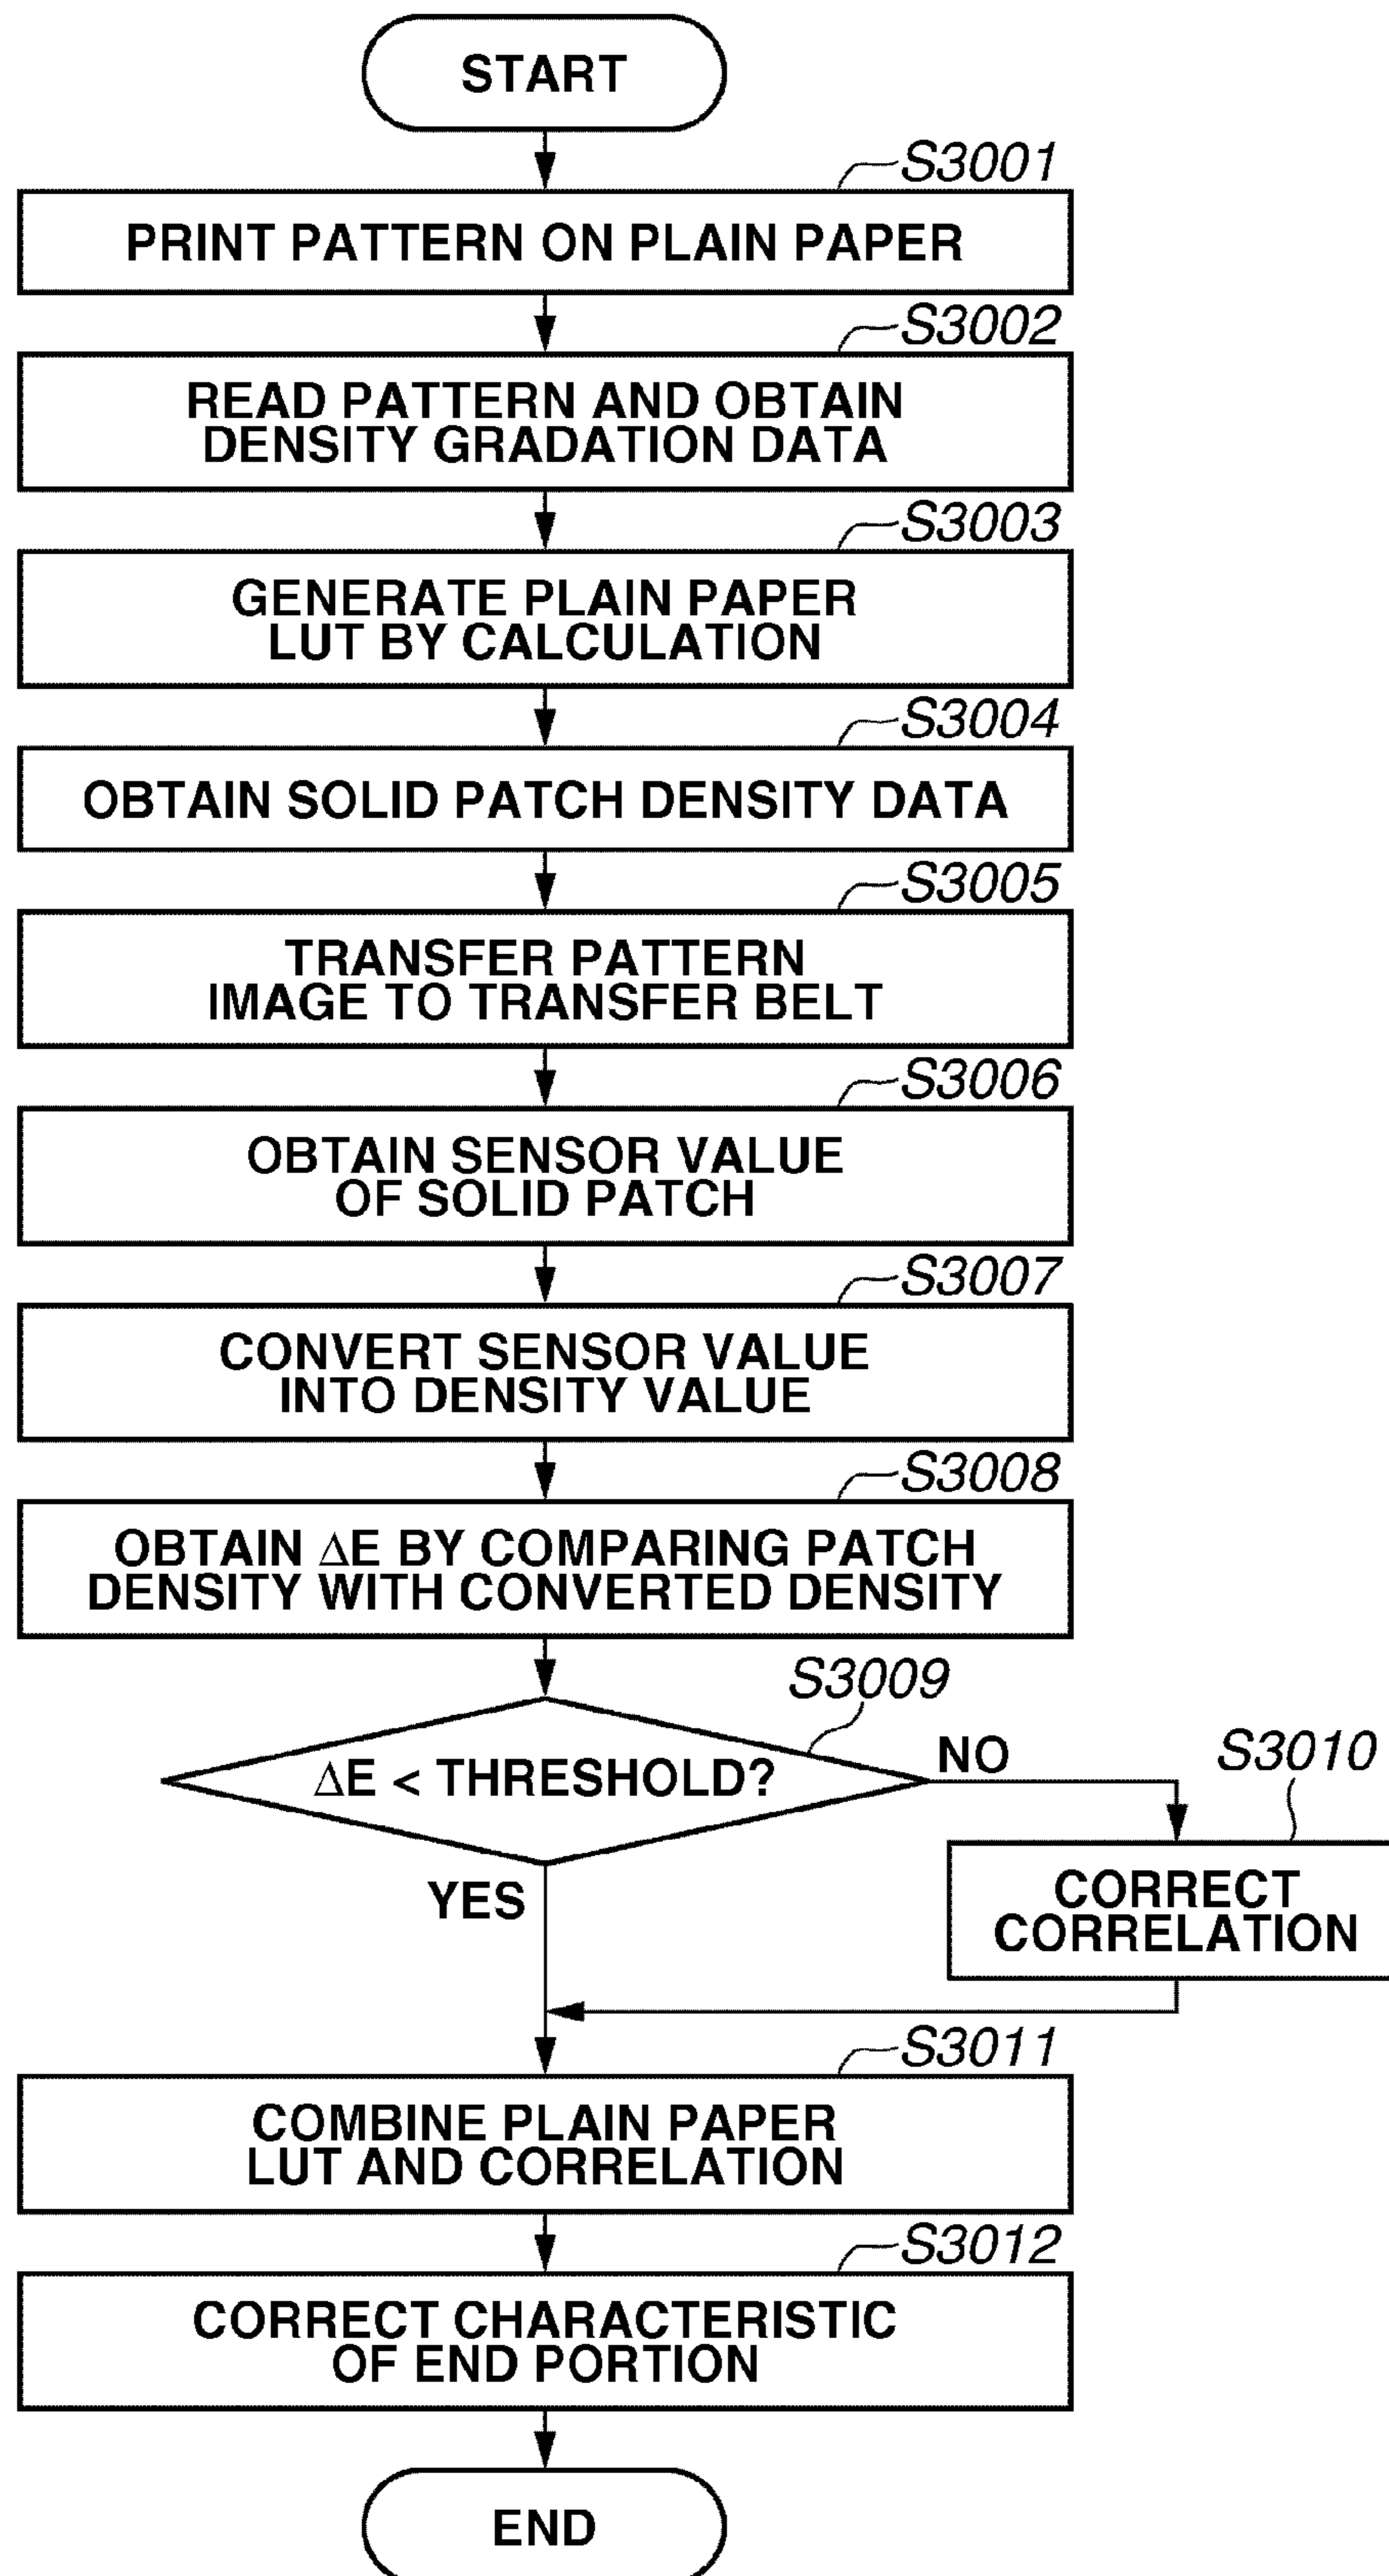 START
S3001
PRINT PATTERN ON PLAIN PAPER
S3002
READ PATTERN AND OBTAIN
DENSITY GRADATION DATA
S3003
GENERATE PLAIN PAPER
LUT BY CALCULATION
S3004
OBTAIN SOLID PATCH DENSITY DATA
S3005
TRANSFER PATTERN
IMAGE TO TRANSFER BELT
S3006
OBTAIN SENSOR VALUE
OF SOLID PATCH
S3007
CONVERT SENSOR VALUE
INTO DENSITY VALUE
S3008
OBTAIN ΔE BY COMPARING PATCH
DENSITY WITH CONVERTED DENSITY
S3009
ΔE < THRESHOLD?
NO
S3010
CORRECT
CORRELATION
YES
S3011
COMBINE PLAIN PAPER
LUT AND CORRELATION
S3012
CORRECT CHARACTERISTIC
OF END PORTION
END